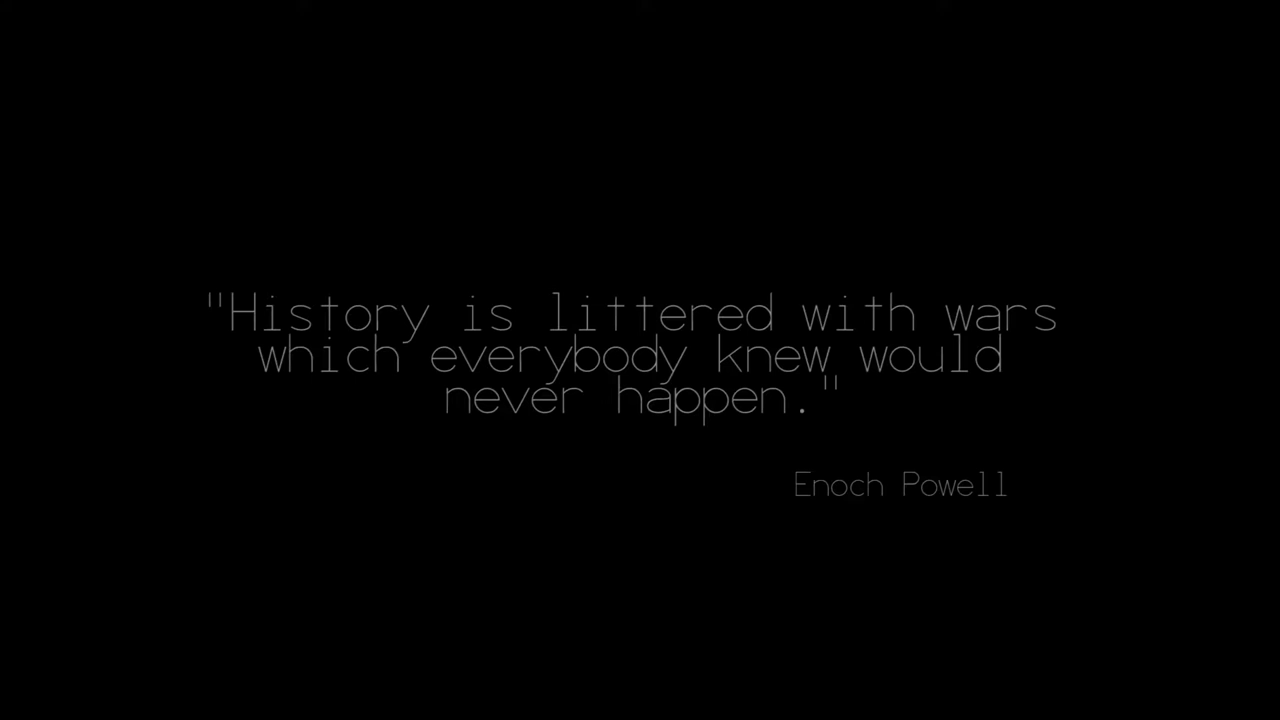 "History is littered with wars
which everybody knew would
never happen."
Enoch Powell